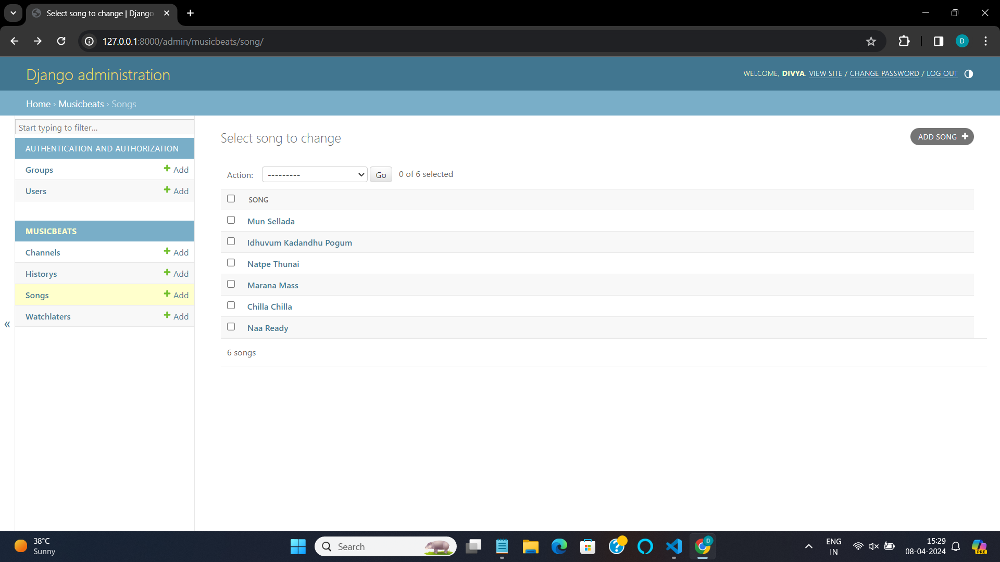 Select song to change | Django
127.0.0.1:8000/admin/musicbeats/song/
D
Django administration
WELCOME, DIVYA. VIEW SITE / CHANGE PASSWORD / LOG OUT
Home › Musicbeats › Songs
Start typing to filter...
AUTHENTICATION AND AUTHORIZATION
Groups + Add
Users + Add
MUSICBEATS
Channels + Add
Historys + Add
Songs + Add
Watchlaters + Add
«
Select song to change
ADD SONG +
Action: --------- Go 0 of 6 selected
SONG
Mun Sellada
Idhuvum Kadandhu Pogum
Natpe Thunai
Marana Mass
Chilla Chilla
Naa Ready
6 songs
38°C
Sunny
Search
D
ENG
IN
15:29
08-04-2024
PRE